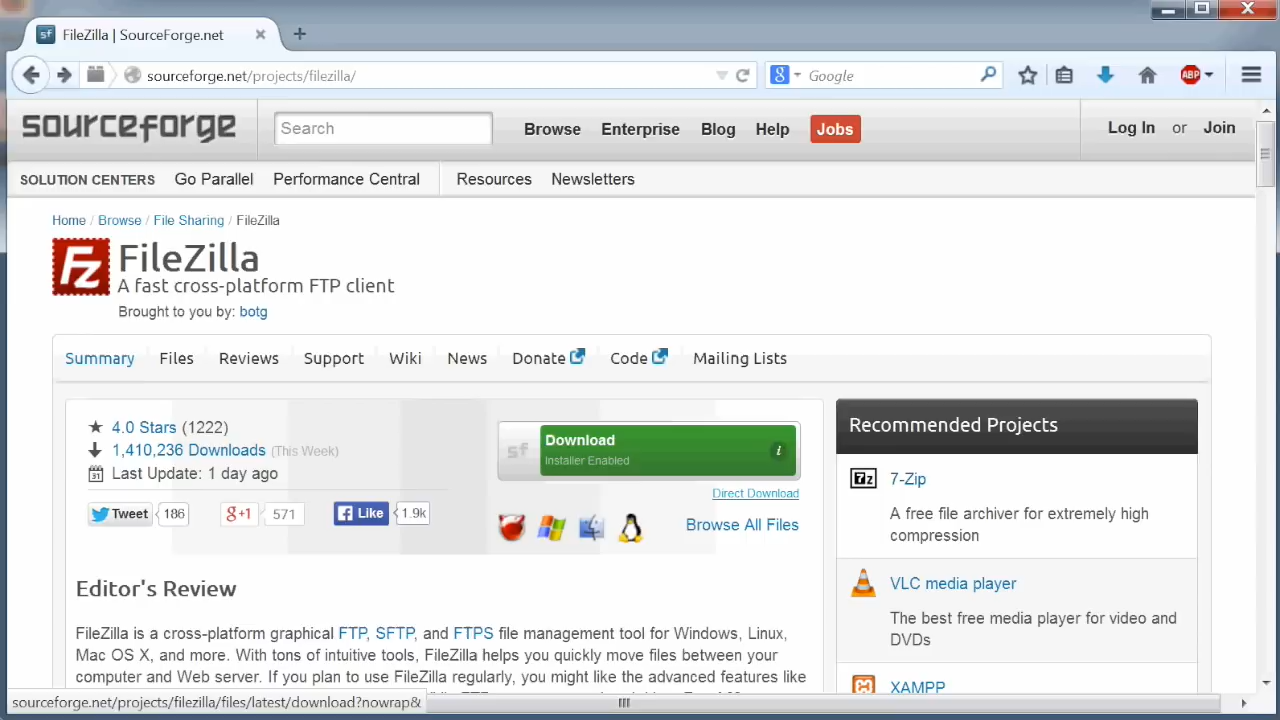 FileZilla | SourceForge.net
sourceforge.net/projects/filezilla/
Google
ABP
sourceforge
Search
Browse Enterprise Blog Help Jobs
Log In or Join
SOLUTION CENTERS Go Parallel Performance Central Resources Newsletters
Home / Browse / File Sharing / FileZilla
Fz
FileZilla
A fast cross-platform FTP client
Brought to you by: botg
Summary Files Reviews Support Wiki News Donate Code Mailing Lists
4.0 Stars (1222)
1,410,236 Downloads (This Week)
Last Update: 1 day ago
Tweet 186 g+1 571 Like 1.9k
sf
Download
Installer Enabled
i
Direct Download
Browse All Files
Editor's Review
FileZilla is a cross-platform graphical FTP, SFTP, and FTPS file management tool for Windows, Linux,
Mac OS X, and more. With tons of intuitive tools, FileZilla helps you quickly move files between your
computer and Web server. If you plan to use FileZilla regularly, you might like the advanced features like
Recommended Projects
7z
7-Zip
A free file archiver for extremely high
compression
VLC media player
The best free media player for video and
DVDs
XAMPP
sourceforge.net/projects/filezilla/files/latest/download?nowrap&